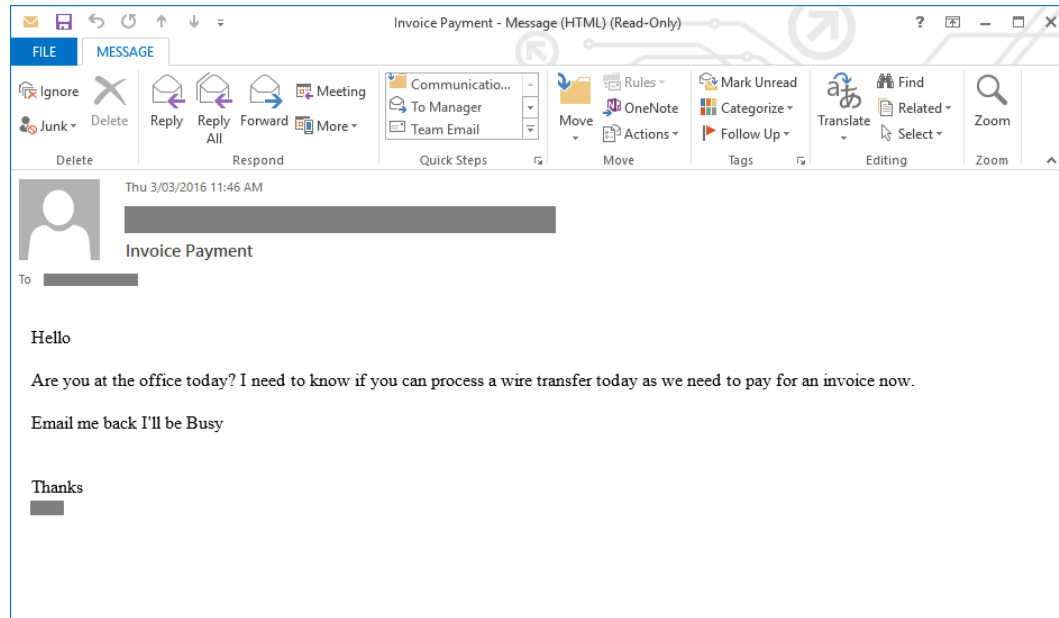 Invoice Payment - Message (HTML) (Read-Only)
FILE MESSAGE
Ignore
Junk
Delete
Reply
Reply All
Forward
Meeting
More
Communicatio...
To Manager
Team Email
Move
Rules
OneNote
Actions
Mark Unread
Categorize
Follow Up
Translate
Find
Related
Select
Zoom
Delete Respond Quick Steps Move Tags Editing Zoom
Thu 3/03/2016 11:46 AM
Invoice Payment
To
Hello
Are you at the office today? I need to know if you can process a wire transfer today as we need to pay for an invoice now.
Email me back I'll be Busy
Thanks